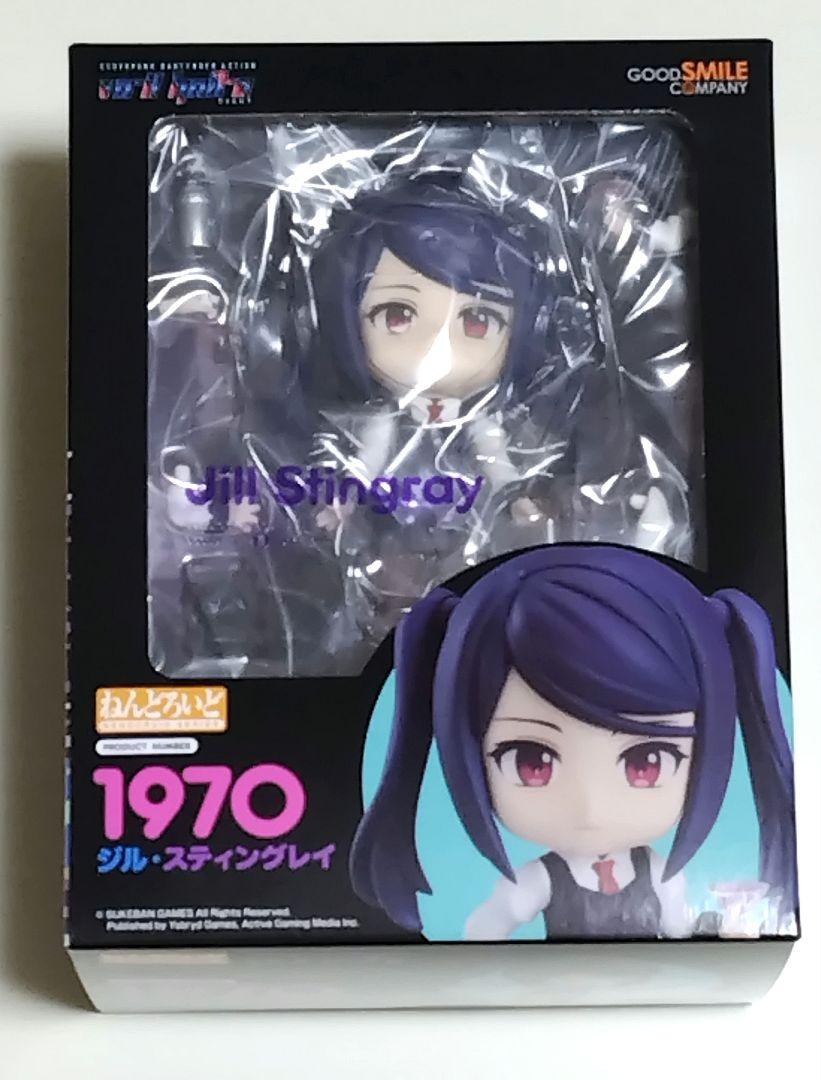 CYBERPUNK BARTENDER ACTION
GOOD SMILE
COMPANY
Jill Stingray
ねんどろいど
NENDOROID SERIES
PRODUCT NUMBER
1970
ジル・スティングレイ
© SUKEBAN GAMES All Rights Reserved.
Published by Ysbryd Games, Active Gaming Media Inc.